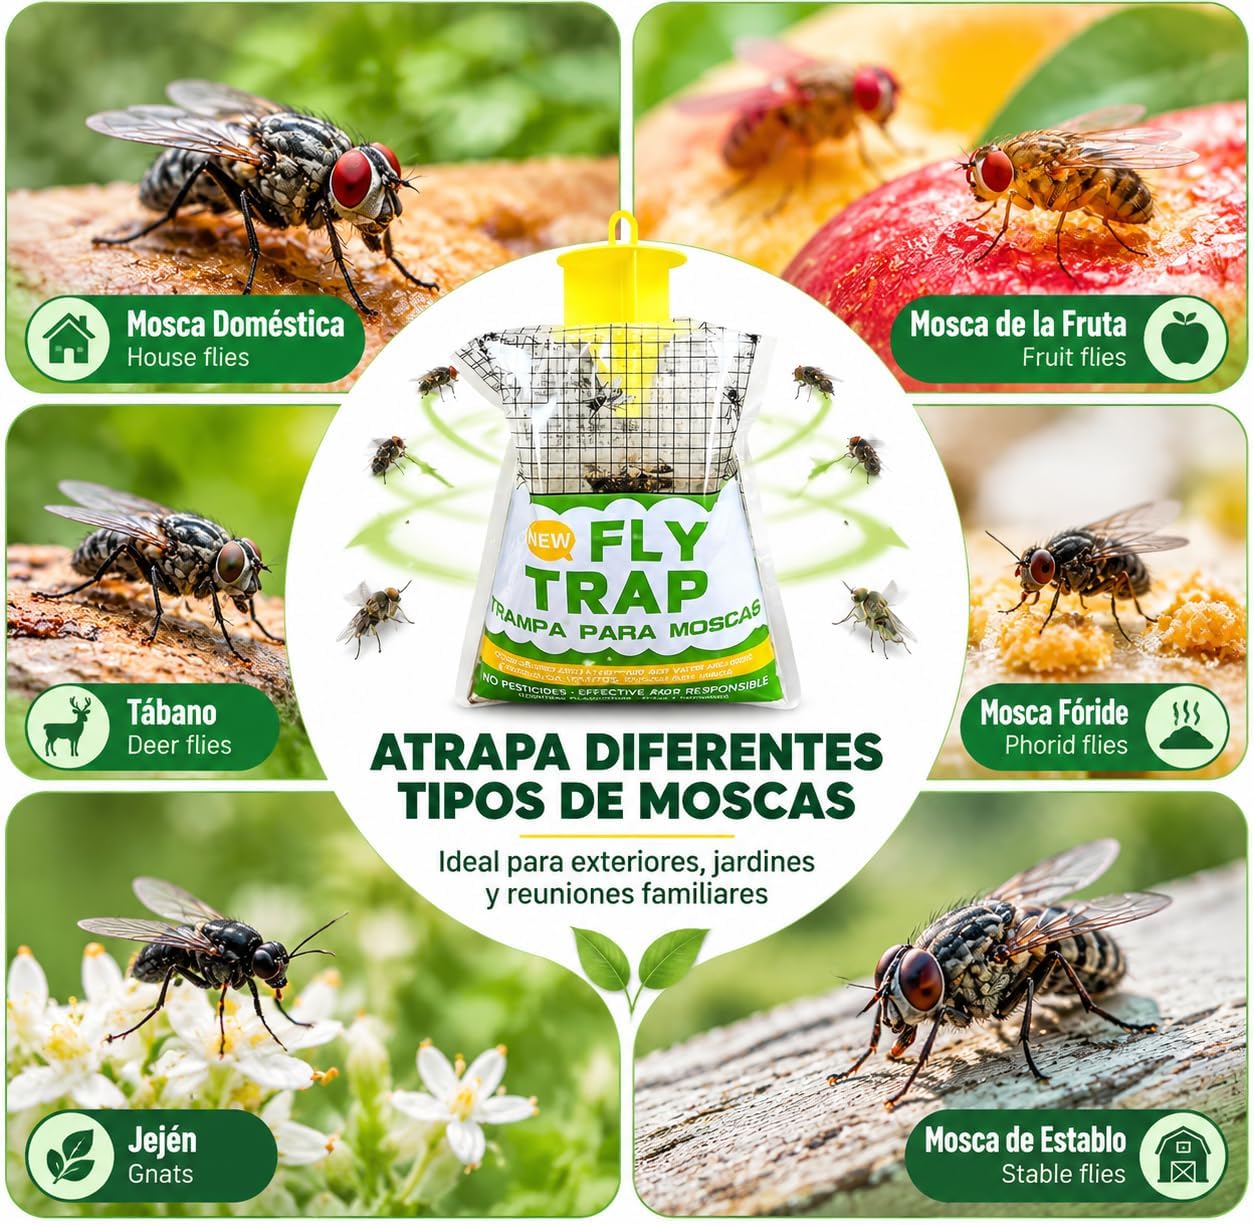 Mosca Doméstica
House flies
Mosca de la Fruta
Fruit flies
Tábano
Deer flies
Mosca Fóride
Phorid flies
NEW
FLY
TRAP
TRAMPA PARA MOSCAS
NO PESTICIDES - EFFECTIVE RESPONSIBLE
ATRAPA DIFERENTES
TIPOS DE MOSCAS
Ideal para exteriores, jardines
y reuniones familiares
Jején
Gnats
Mosca de Establo
Stable flies